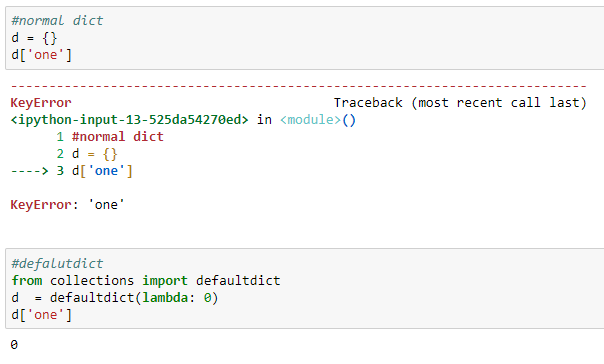 #normal dict
d = {}
d['one']
---------------------------------------------------------------------------
KeyError                                  Traceback (most recent call last)
<ipython-input-13-525da54270ed> in <module>()
      1 #normal dict
      2 d = {}
----> 3 d['one']
KeyError: 'one'
#defalutdict
from collections import defaultdict
d  = defaultdict(lambda: 0)
d['one']
0